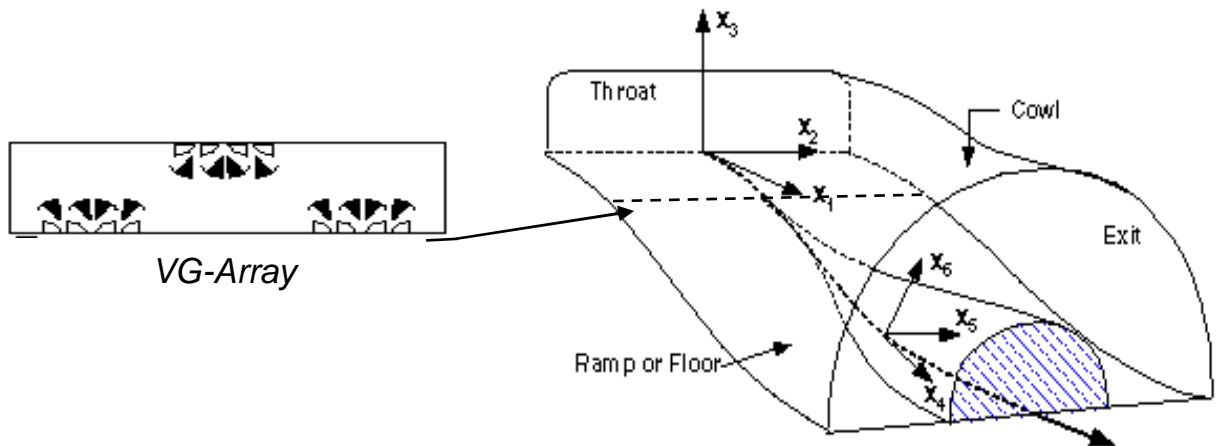 VG-Array
X3
Throat
X2
X1
Cowl
Exit
X6
X5
X4
Ramp or Floor